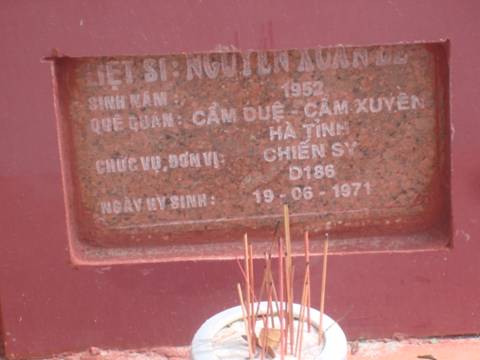 LIỆT SĨ: NGUYỄN XUÂN
SINH NĂM: 1952
QUÊ QUÁN: CẨM DUỆ - CẨM XUYÊN
HÀ TĨNH
CHỨC VỤ, ĐƠN VỊ: CHIẾN SỸ
D186
NGÀY HY SINH: 19-06-1971